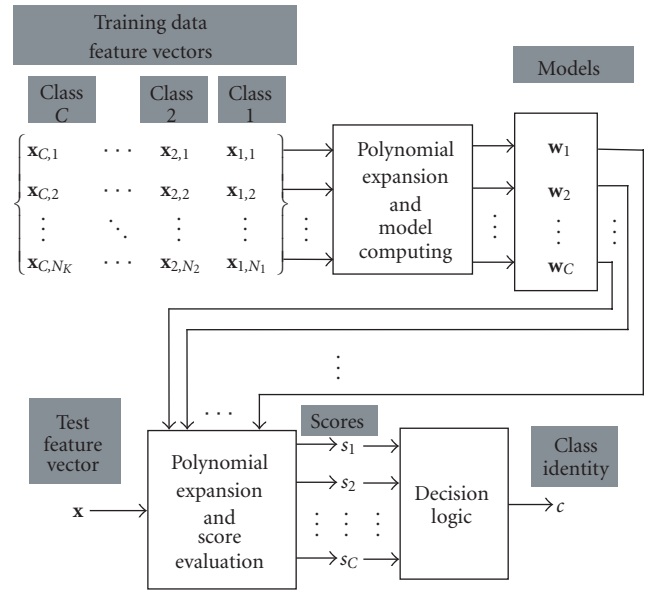 Training data
feature vectors
Models
Class
C
Class
2
Class
1
x_{C,1} ··· x_{2,1} x_{1,1}
x_{C,2} ··· x_{2,2} x_{1,2}
⋮ ⋱ ⋮ ⋮ ⋮
x_{C,N_K} ··· x_{2,N_2} x_{1,N_1}
Polynomial
expansion
and
model
computing
⋮
w_1
w_2
⋮ ⋮
w_C
⋮
···
Test
feature
vector
x
Polynomial
expansion
and
score
evaluation
Scores
s_1
s_2
⋮ ⋮ ⋮
s_C
Decision
logic
Class
identity
c